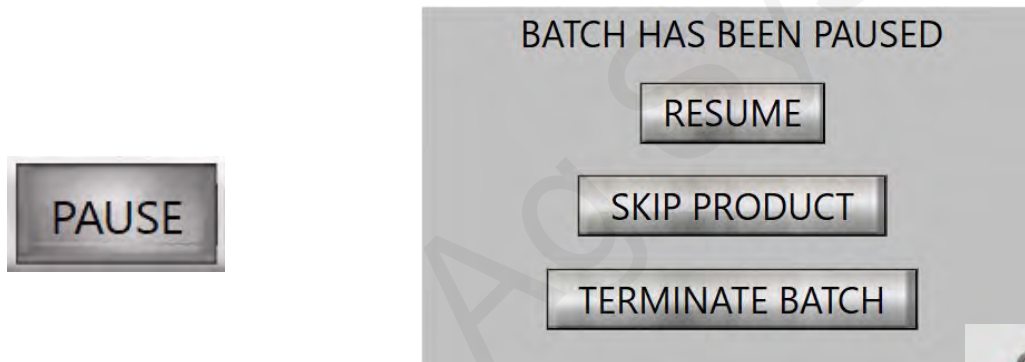 BATCH HAS BEEN PAUSED
RESUME
PAUSE
SKIP PRODUCT
TERMINATE BATCH